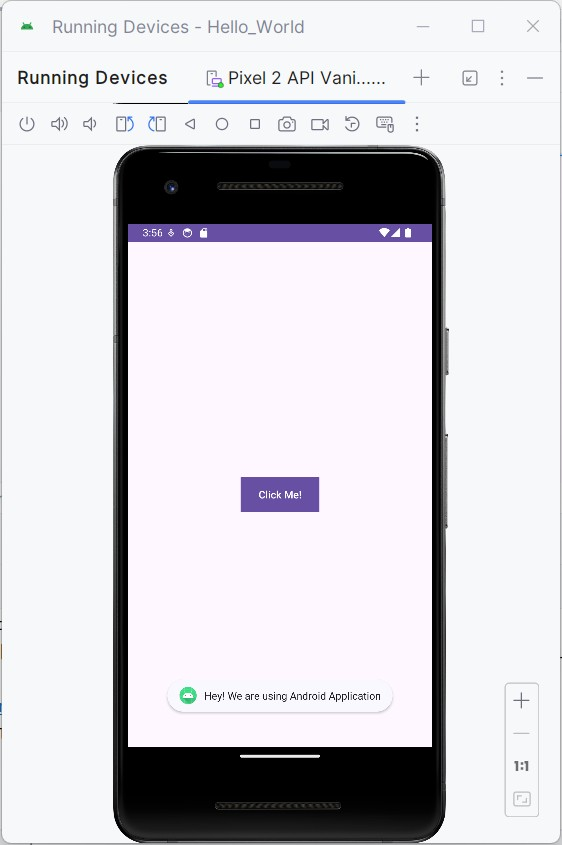 Running Devices - Hello_World
Running Devices
Pixel 2 API Vani......
3:56
Click Me!
Hey! We are using Android Application
1:1